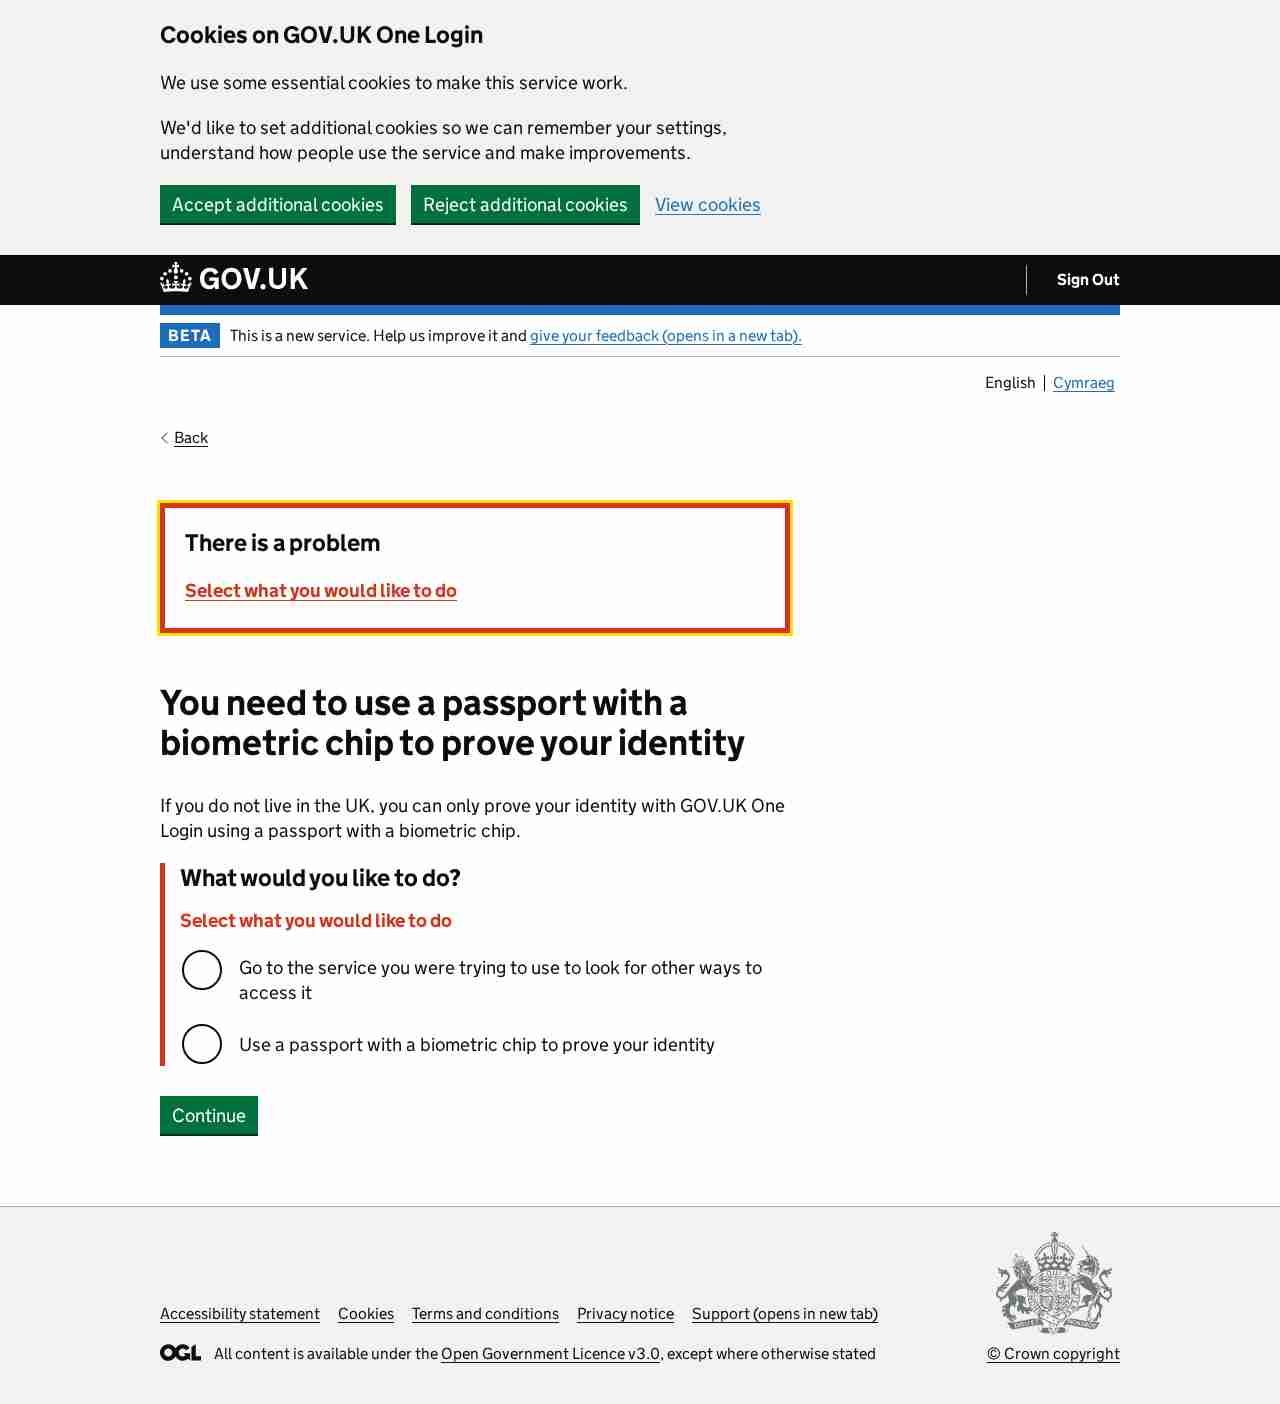 Cookies on GOV.UK One Login
We use some essential cookies to make this service work.
We'd like to set additional cookies so we can remember your settings,
understand how people use the service and make improvements.
Accept additional cookies
Reject additional cookies
View cookies
GOV.UK
Sign Out
BETA
This is a new service. Help us improve it and give your feedback (opens in a new tab).
English
Cymraeg
Back
There is a problem
Select what you would like to do
You need to use a passport with a
biometric chip to prove your identity
If you do not live in the UK, you can only prove your identity with GOV.UK One
Login using a passport with a biometric chip.
What would you like to do?
Select what you would like to do
Go to the service you were trying to use to look for other ways to
access it
Use a passport with a biometric chip to prove your identity
Continue
Accessibility statement
Cookies
Terms and conditions
Privacy notice
Support (opens in new tab)
OGL
All content is available under the Open Government Licence v3.0, except where otherwise stated
© Crown copyright